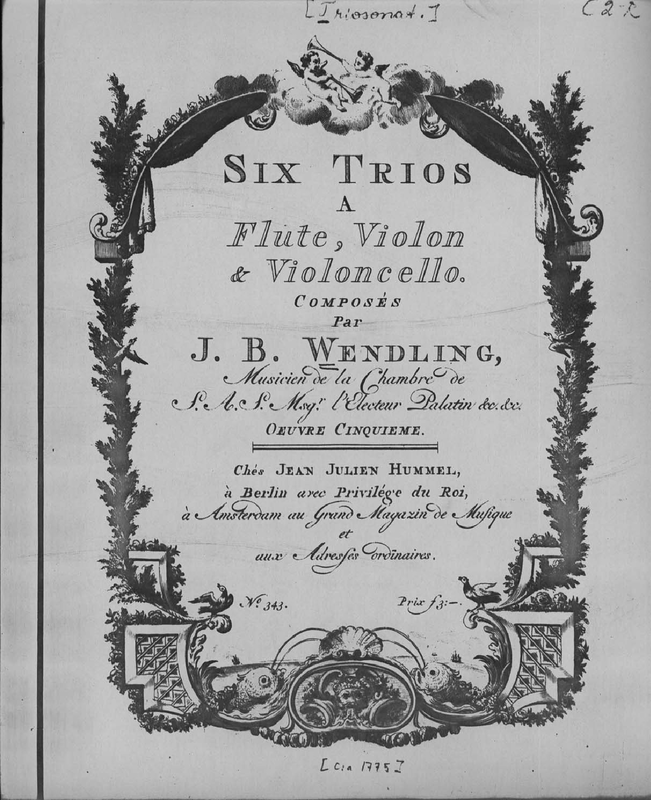 [Triosonat.]
C2-R
SIX TRIOS
A
Flute, Violon
& Violoncello.
COMPOSÉS
Par
J. B. WENDLING,
Musicien de la Chambre de
S. A. S. Msgr. l'Electeur Palatin &c. &c.
OEUVRE CINQUIEME.
Chés JEAN JULIEN HUMMEL,
à Berlin avec Privilége du Roi,
à Amsterdam au Grand Magazin de Musique
et
aux Adresses ordinaires.
No. 343. Prix f 3:-.
[Cia 1775]